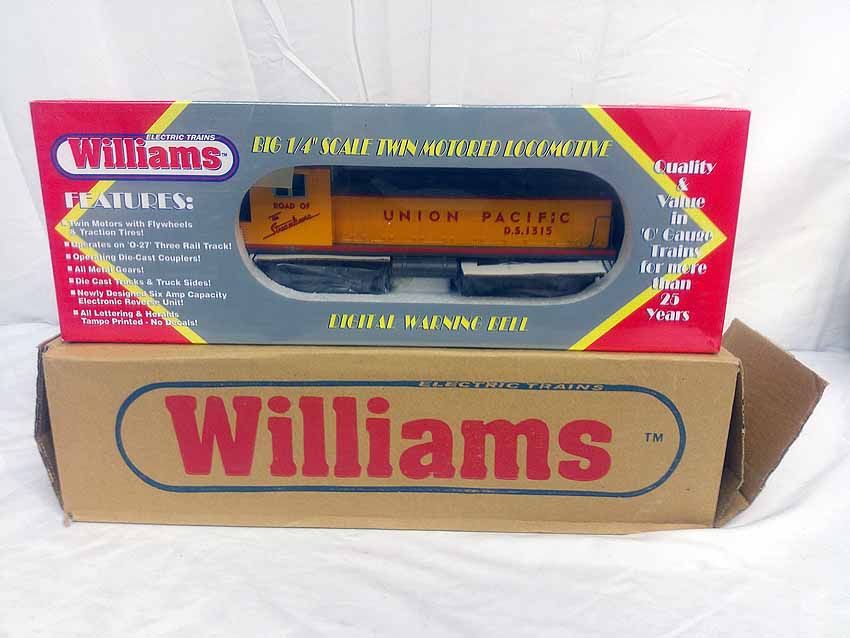 ELECTRIC TRAINS
Williams™
BIG 1/4" SCALE TWIN MOTORED LOCOMOTIVE
FEATURES:
Twin Motors with Flywheels
& Traction Tires!
Operates on 'O-27' Three Rail Track!
Operating Die-Cast Couplers!
All Metal Gears!
Die Cast Trucks & Truck Sides!
Newly Designed Six Amp Capacity
Electronic Reverse Unit!
All Lettering & Heralds
Tampo Printed - No Decals!
ROAD OF
The
Streamliners
UNION PACIFIC
D.S.1315
DIGITAL WARNING BELL
Quality
&
Value
in
'O' Gauge
Trains
for more
than
25
Years
ELECTRIC TRAINS
Williams ™